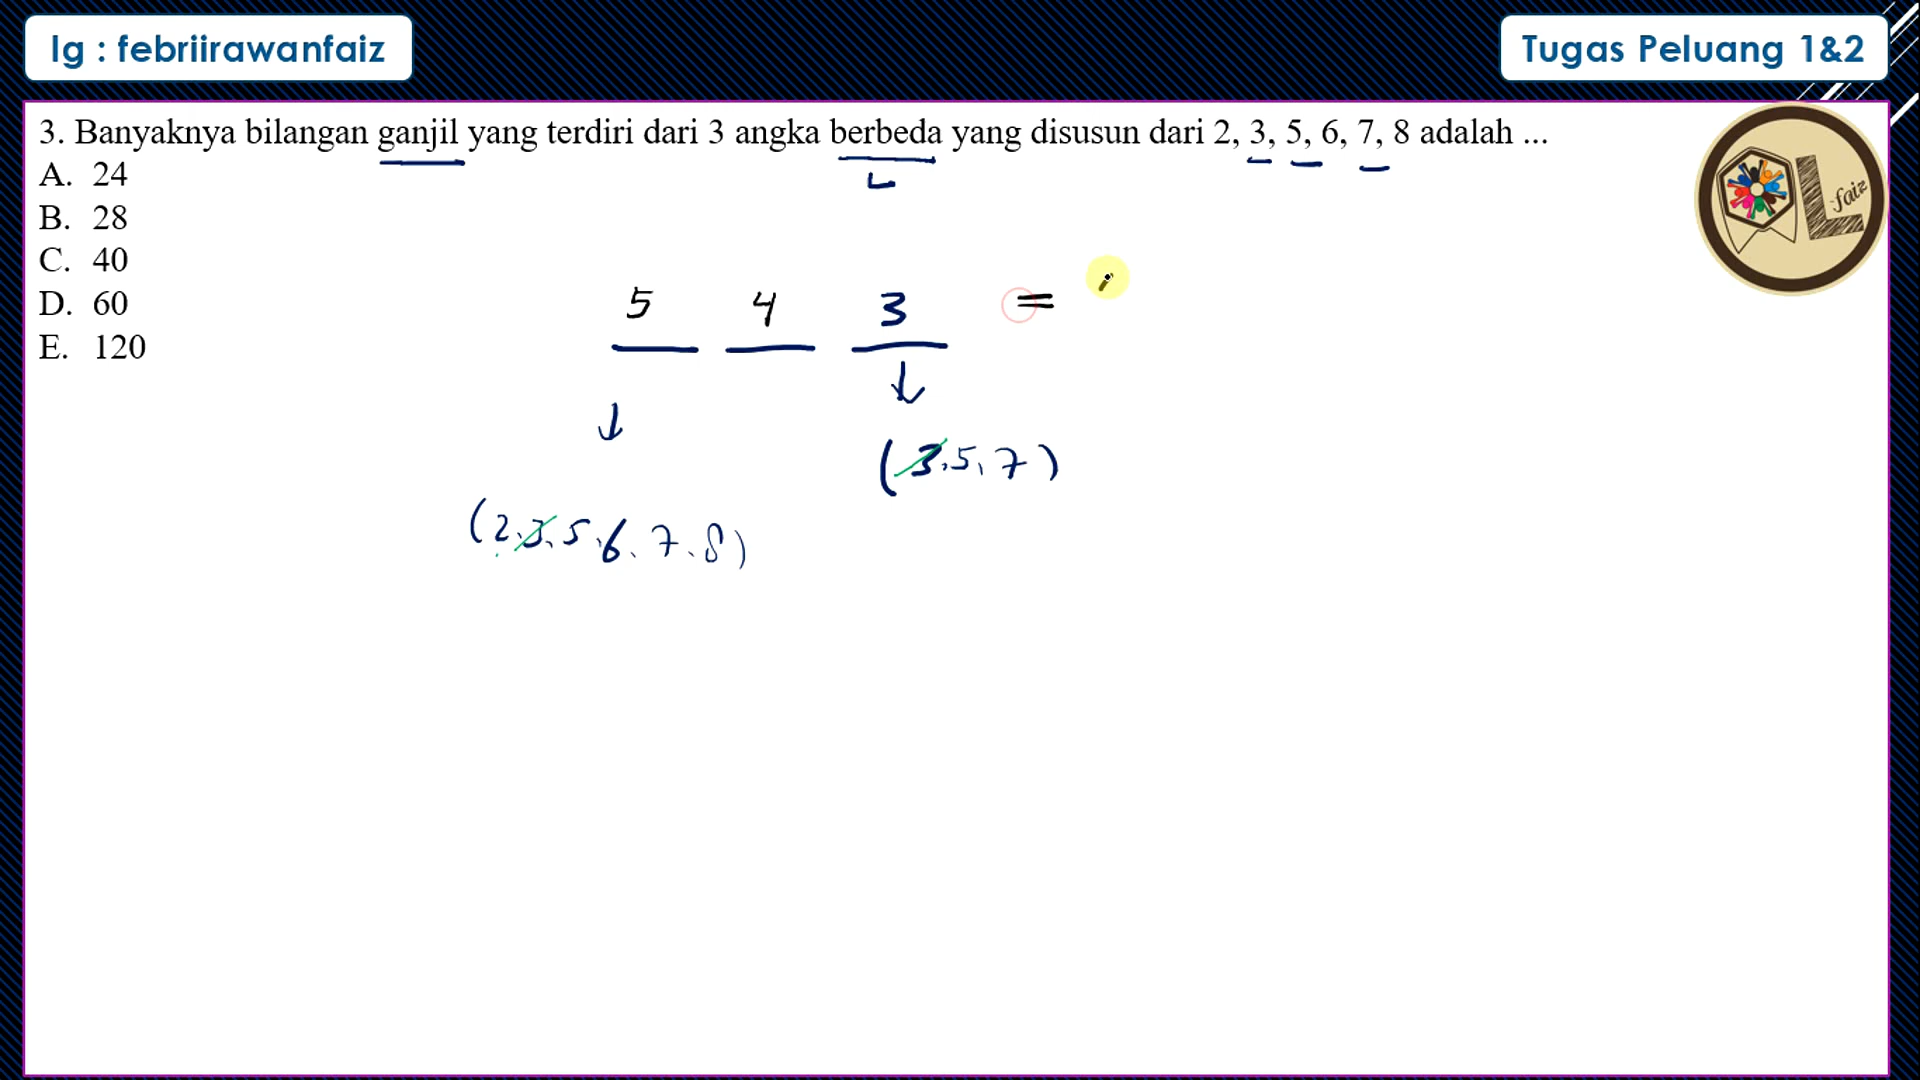 Ig : febriirawanfaiz
Tugas Peluang 1&2
3. Banyaknya bilangan ganjil yang terdiri dari 3 angka berbeda yang disusun dari 2, 3, 5, 6, 7, 8 adalah ...
A. 24
B. 28
C. 40
D. 60
E. 120
5 4 3 =
(3,5,7)
(2,3,5,6,7,8)
L faiz